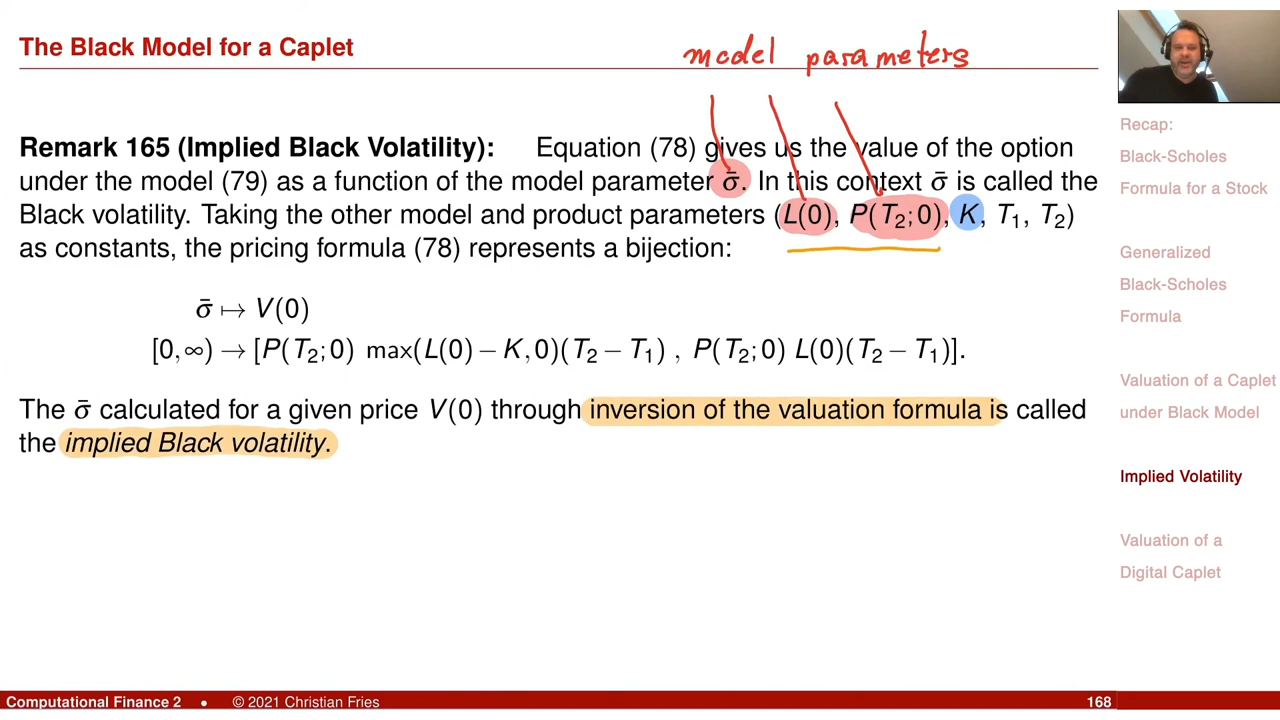 The Black Model for a Caplet
model parameters
Remark 165 (Implied Black Volatility): Equation (78) gives us the value of the option
under the model (79) as a function of the model parameter σ̄. In this context σ̄ is called the
Black volatility. Taking the other model and product parameters (L(0), P(T₂;0), K, T₁, T₂)
as constants, the pricing formula (78) represents a bijection:
σ̄ ↦ V(0)
[0,∞) → [P(T₂;0) max(L(0) − K,0)(T₂ − T₁) , P(T₂;0) L(0)(T₂ − T₁)].
The σ̄ calculated for a given price V(0) through inversion of the valuation formula is called
the implied Black volatility.
Recap:
Black-Scholes
Formula for a Stock
Generalized
Black-Scholes
Formula
Valuation of a Caplet
under Black Model
Implied Volatility
Valuation of a
Digital Caplet
Computational Finance 2 • © 2021 Christian Fries 168